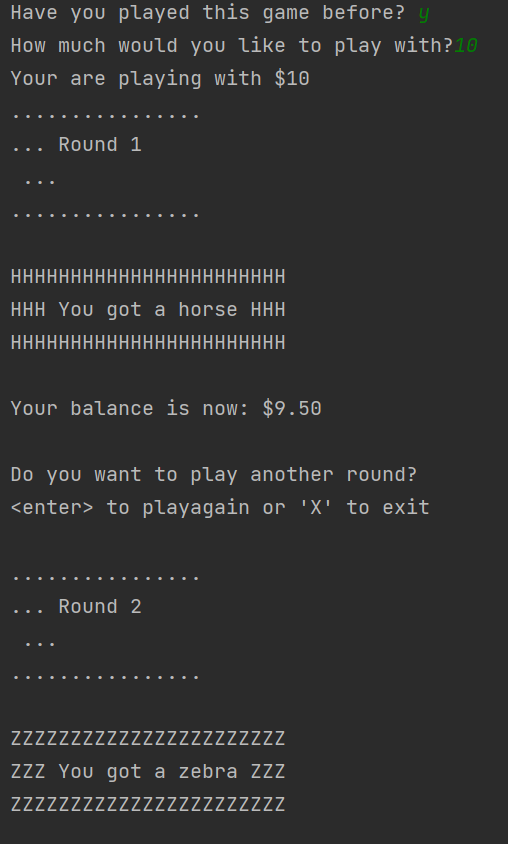 Have you played this game before? y
How much would you like to play with?10
Your are playing with $10
................
... Round 1
 ...
................
HHHHHHHHHHHHHHHHHHHHHHH
HHH You got a horse HHH
HHHHHHHHHHHHHHHHHHHHHHH
Your balance is now: $9.50
Do you want to play another round?
<enter> to playagain or 'X' to exit
................
... Round 2
 ...
................
ZZZZZZZZZZZZZZZZZZZZZZZ
ZZZ You got a zebra ZZZ
ZZZZZZZZZZZZZZZZZZZZZZZ